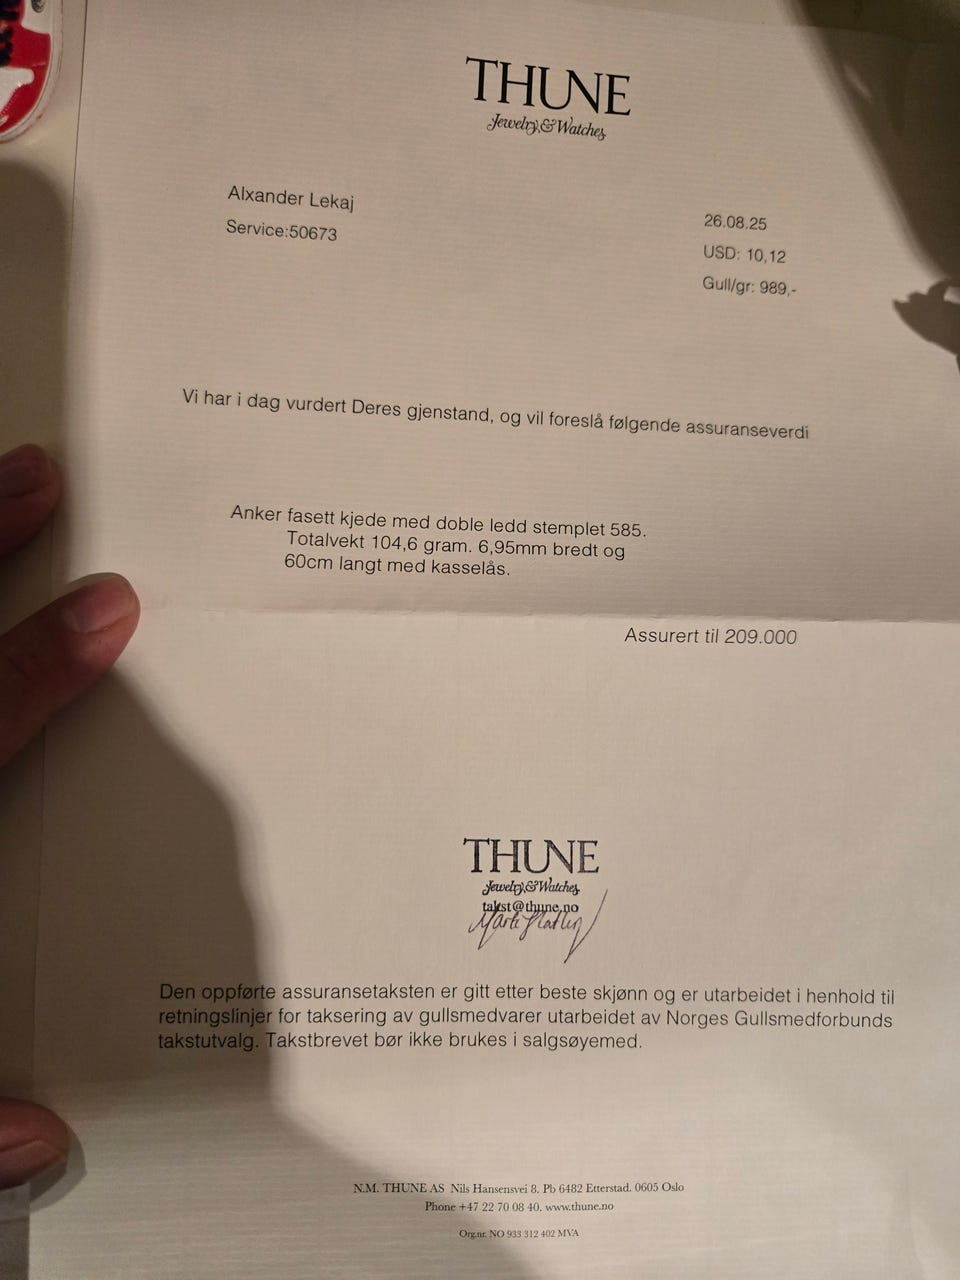 THUNE
Jewelry & Watches
Alxander Lekaj
Service:50673
26.08.25
USD: 10,12
Gull/gr: 989,-
Vi har i dag vurdert Deres gjenstand, og vil foreslå følgende assuranseverdi
Anker fasett kjede med doble ledd stemplet 585.
Totalvekt 104,6 gram. 6,95mm bredt og
60cm langt med kasselås.
Assurert til 209.000
THUNE
Jewelry & Watches
takst@thune.no
Den oppførte assuransetaksten er gitt etter beste skjønn og er utarbeidet i henhold til
retningslinjer for taksering av gullsmedvarer utarbeidet av Norges Gullsmedforbunds
takstutvalg. Takstbrevet bør ikke brukes i salgsøyemed.
N.M. THUNE AS Nils Hansensvei 8. Pb 6482 Etterstad. 0605 Oslo
Phone +47 22 70 08 40. www.thune.no
Org.nr. NO 933 312 402 MVA